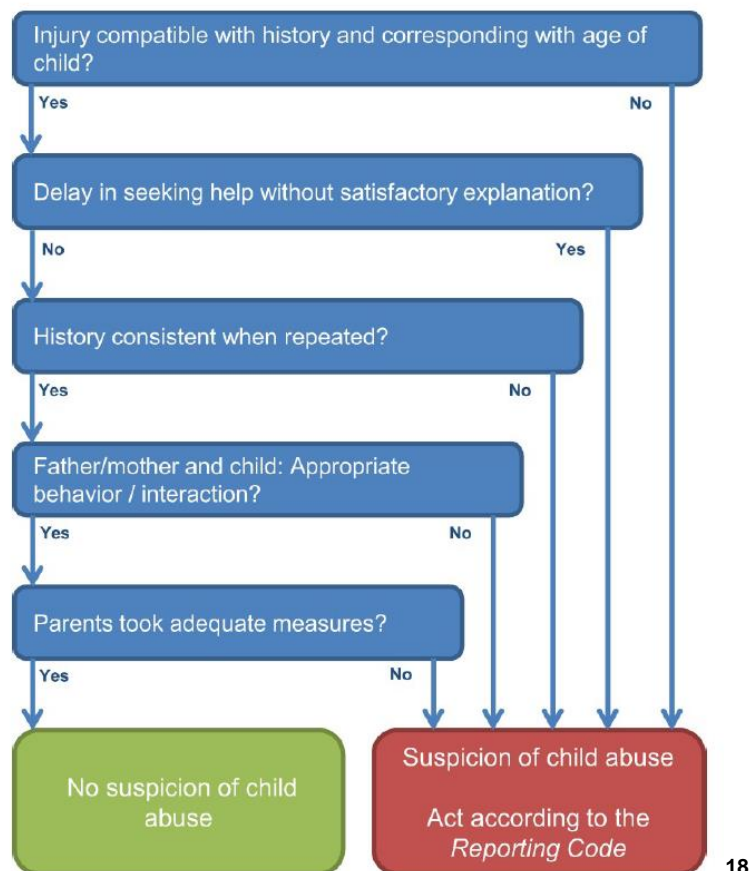 Injury compatible with history and corresponding with age of
child?
Yes
No
Delay in seeking help without satisfactory explanation?
No
Yes
History consistent when repeated?
Yes
No
Father/mother and child: Appropriate
behavior / interaction?
Yes
No
Parents took adequate measures?
Yes
No
No suspicion of child
abuse
Suspicion of child abuse
Act according to the
Reporting Code
18